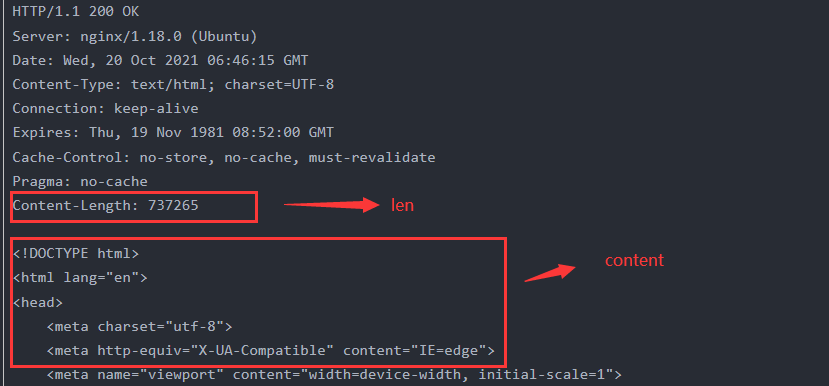 HTTP/1.1 200 OK
Server: nginx/1.18.0 (Ubuntu)
Date: Wed, 20 Oct 2021 06:46:15 GMT
Content-Type: text/html; charset=UTF-8
Connection: keep-alive
Expires: Thu, 19 Nov 1981 08:52:00 GMT
Cache-Control: no-store, no-cache, must-revalidate
Pragma: no-cache
Content-Length: 737265
len
<!DOCTYPE html>
content
<html lang="en">
<head>
    <meta charset="utf-8">
    <meta http-equiv="X-UA-Compatible" content="IE=edge">
    <meta name="viewport" content="width=device-width, initial-scale=1">